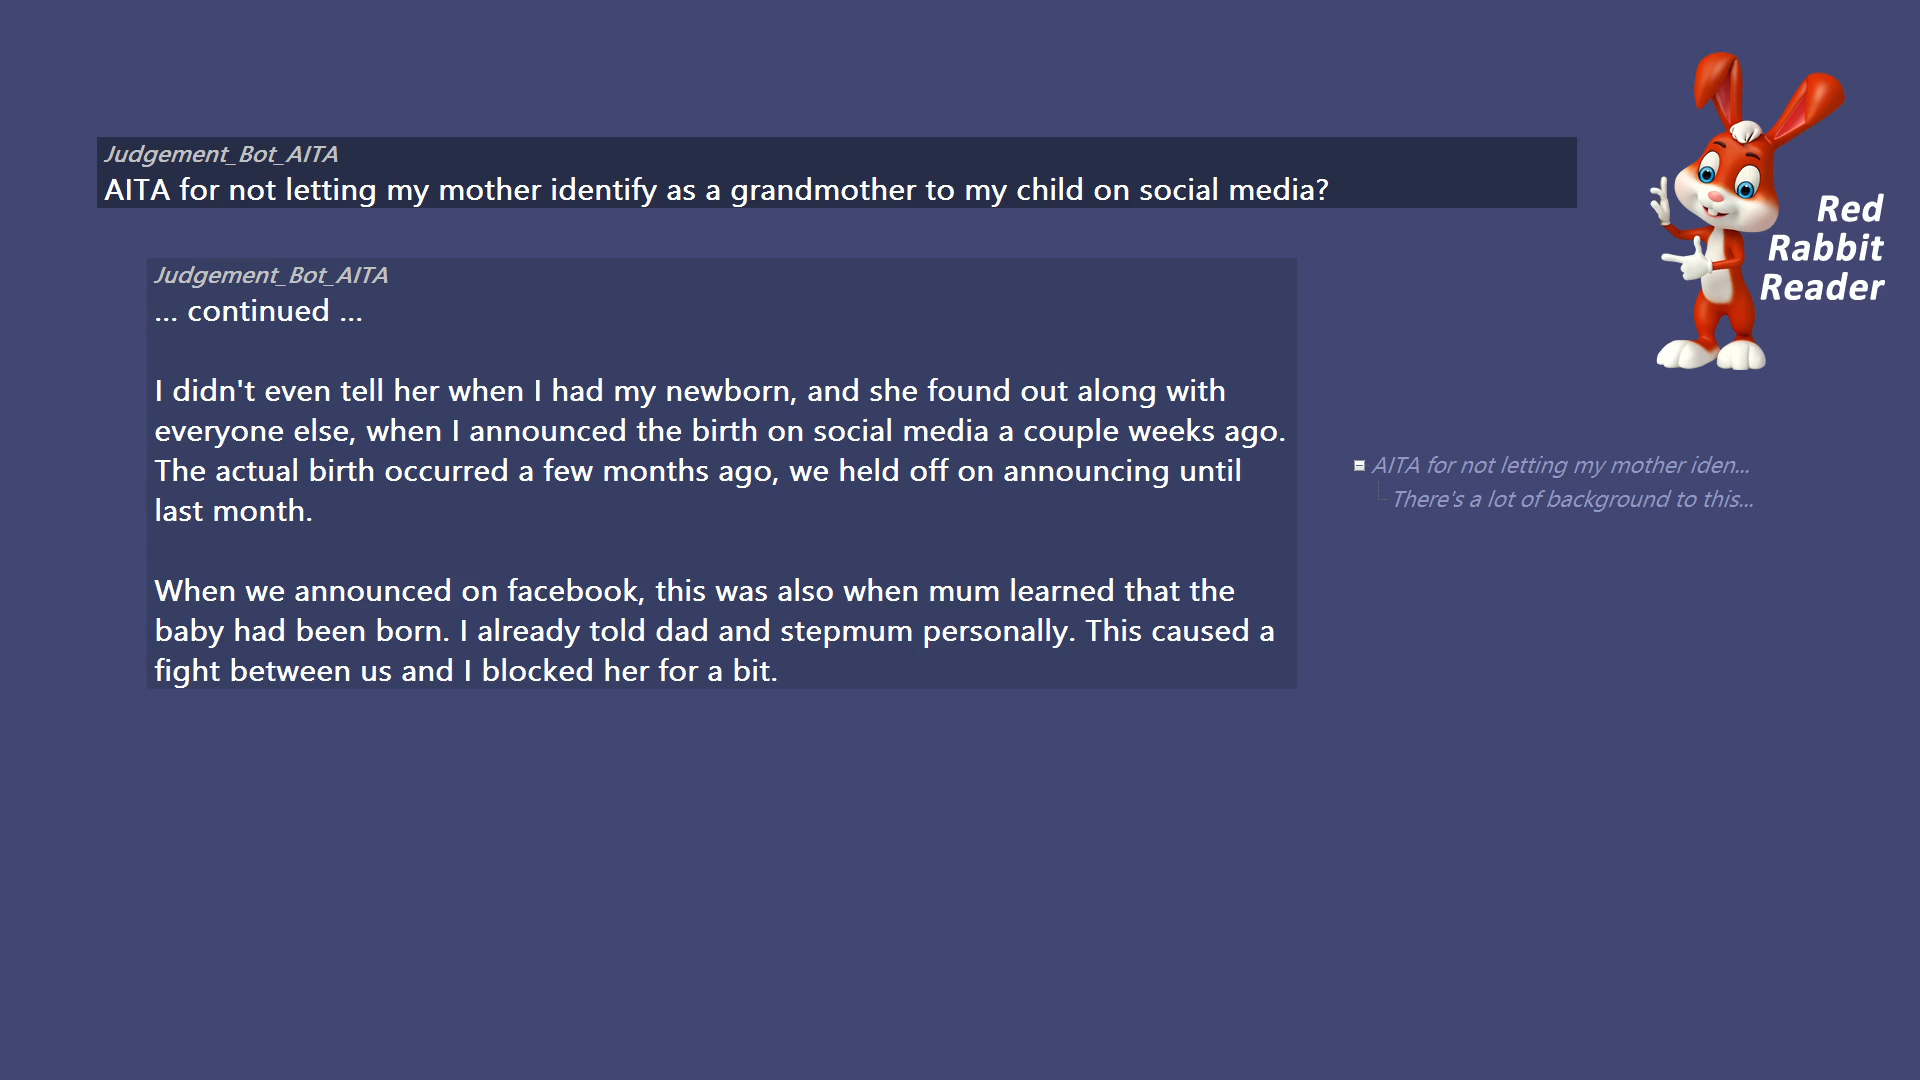 Judgement_Bot_AITA
AITA for not letting my mother identify as a grandmother to my child on social media?
Judgement_Bot_AITA
... continued ...
I didn't even tell her when I had my newborn, and she found out along with
everyone else, when I announced the birth on social media a couple weeks ago.
The actual birth occurred a few months ago, we held off on announcing until
last month.
When we announced on facebook, this was also when mum learned that the
baby had been born. I already told dad and stepmum personally. This caused a
fight between us and I blocked her for a bit.
Red
Rabbit
Reader
AITA for not letting my mother iden...
There's a lot of background to this...